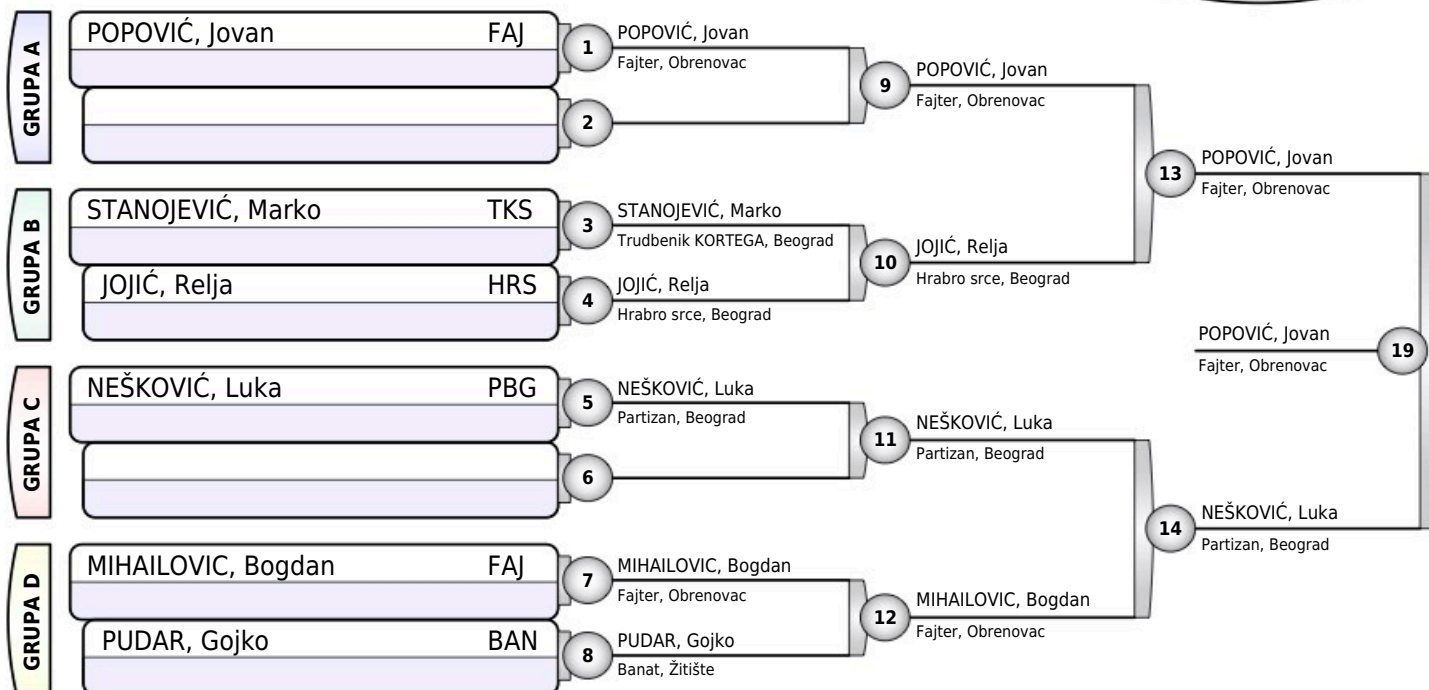 GRUPA A
POPOVIĆ, Jovan FAJ
1
POPOVIĆ, Jovan
Fajter, Obrenovac
2
9
POPOVIĆ, Jovan
Fajter, Obrenovac
GRUPA B
STANOJEVIĆ, Marko TKS
3
STANOJEVIĆ, Marko
Trudbenik KORTEGA, Beograd
JOJIĆ, Relja HRS
4
JOJIĆ, Relja
Hrabro srce, Beograd
10
JOJIĆ, Relja
Hrabro srce, Beograd
13
POPOVIĆ, Jovan
Fajter, Obrenovac
GRUPA C
NEŠKOVIĆ, Luka PBG
5
NEŠKOVIĆ, Luka
Partizan, Beograd
6
11
NEŠKOVIĆ, Luka
Partizan, Beograd
GRUPA D
MIHAILOVIC, Bogdan FAJ
7
MIHAILOVIC, Bogdan
Fajter, Obrenovac
PUDAR, Gojko BAN
8
PUDAR, Gojko
Banat, Žitište
12
MIHAILOVIC, Bogdan
Fajter, Obrenovac
14
NEŠKOVIĆ, Luka
Partizan, Beograd
POPOVIĆ, Jovan
Fajter, Obrenovac
19